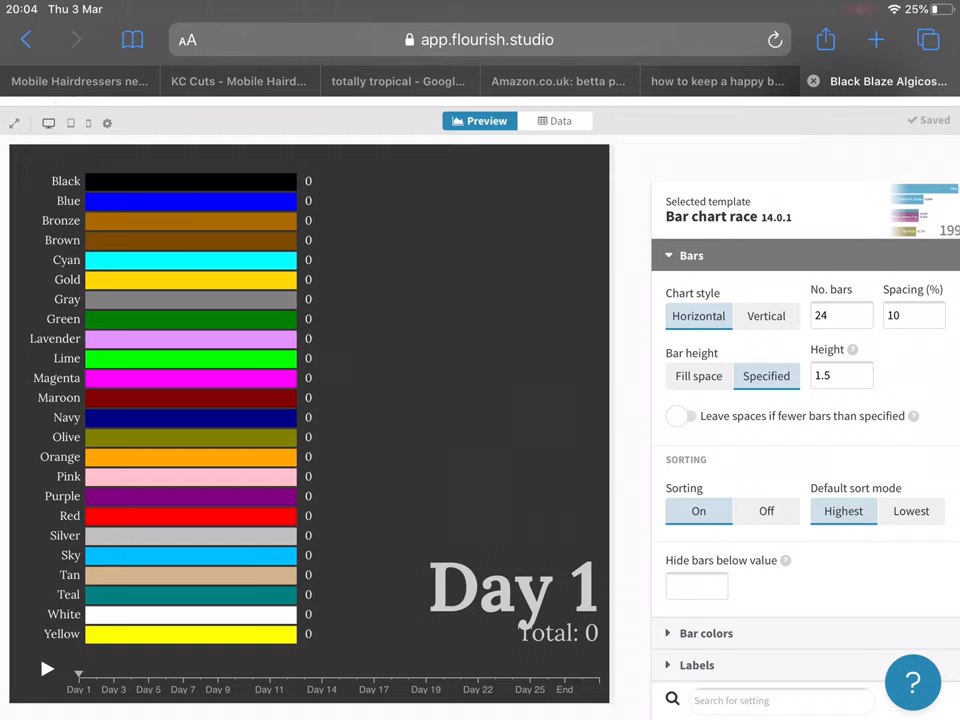 20:04 Thu 3 Mar
25%
AA
app.flourish.studio
Mobile Hairdressers ne...
KC Cuts - Mobile Haird...
totally tropical - Googl...
Amazon.co.uk: betta p...
how to keep a happy b...
Black Blaze Algicos...
Preview
Data
Saved
Black 0
Blue 0
Bronze 0
Brown 0
Cyan 0
Gold 0
Gray 0
Green 0
Lavender 0
Lime 0
Magenta 0
Maroon 0
Navy 0
Olive 0
Orange 0
Pink 0
Purple 0
Red 0
Silver 0
Sky 0
Tan 0
Teal 0
White 0
Yellow 0
Day 1
Total: 0
Day 1 Day 3 Day 5 Day 7 Day 9 Day 11 Day 14 Day 17 Day 19 Day 22 Day 25 End
Selected template
Bar chart race 14.0.1
199
Bars
Chart style No. bars Spacing (%)
Horizontal Vertical 24 10
Bar height Height ?
Fill space Specified 1.5
Leave spaces if fewer bars than specified ?
SORTING
Sorting Default sort mode
On Off Highest Lowest
Hide bars below value ?
Bar colors
Labels
Search for setting
?